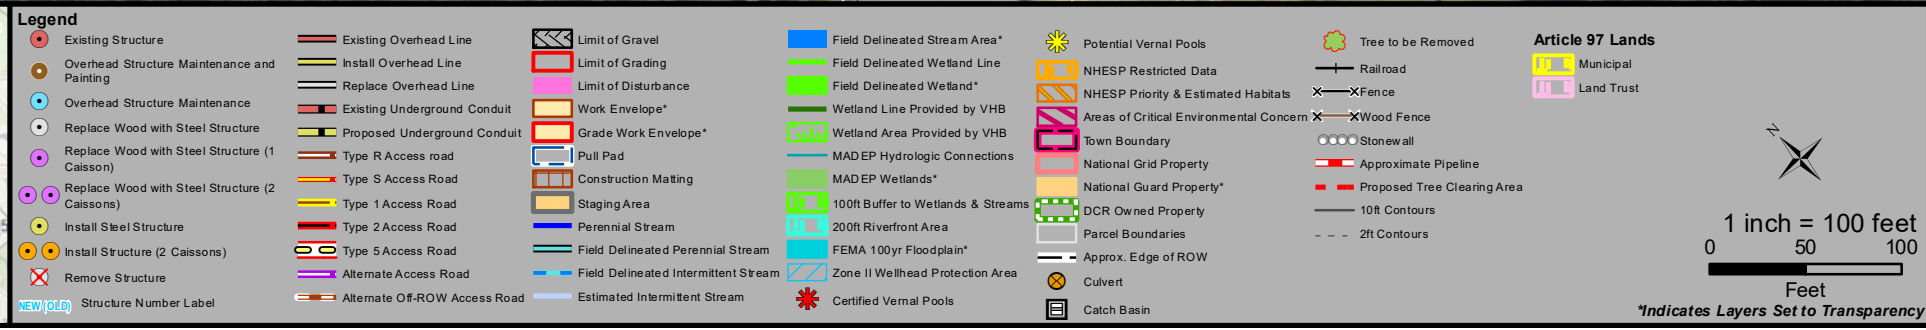 Legend
Existing Structure
Overhead Structure Maintenance and
Painting
Overhead Structure Maintenance
Replace Wood with Steel Structure
Replace Wood with Steel Structure (1
Caisson)
Replace Wood with Steel Structure (2
Caissons)
Install Steel Structure
Install Structure (2 Caissons)
Remove Structure
NEW (OLD) Structure Number Label
Existing Overhead Line
Install Overhead Line
Replace Overhead Line
Existing Underground Conduit
Proposed Underground Conduit
Type R Access road
Type S Access Road
Type 1 Access Road
Type 2 Access Road
Type 5 Access Road
Alternate Access Road
Alternate Off-ROW Access Road
Limit of Gravel
Limit of Grading
Limit of Disturbance
Work Envelope*
Grade Work Envelope*
Pull Pad
Construction Matting
Staging Area
Perennial Stream
Field Delineated Perennial Stream
Field Delineated Intermittent Stream
Estimated Intermittent Stream
Field Delineated Stream Area*
Field Delineated Wetland Line
Field Delineated Wetland*
Wetland Line Provided by VHB
Wetland Area Provided by VHB
MADEP Hydrologic Connections
MADEP Wetlands*
100ft Buffer to Wetlands & Streams
200ft Riverfront Area
FEMA 100yr Floodplain*
Zone II Wellhead Protection Area
Certified Vernal Pools
Potential Vernal Pools
NHESP Restricted Data
NHESP Priority & Estimated Habitats
Areas of Critical Environmental Concern
Town Boundary
National Grid Property
National Guard Property*
DCR Owned Property
Parcel Boundaries
Approx. Edge of ROW
Culvert
Catch Basin
Tree to be Removed
Railroad
Fence
Wood Fence
Stonewall
Approximate Pipeline
Proposed Tree Clearing Area
10ft Contours
2ft Contours
Article 97 Lands
Municipal
Land Trust
N
1 inch = 100 feet
0 50 100
Feet
*Indicates Layers Set to Transparency